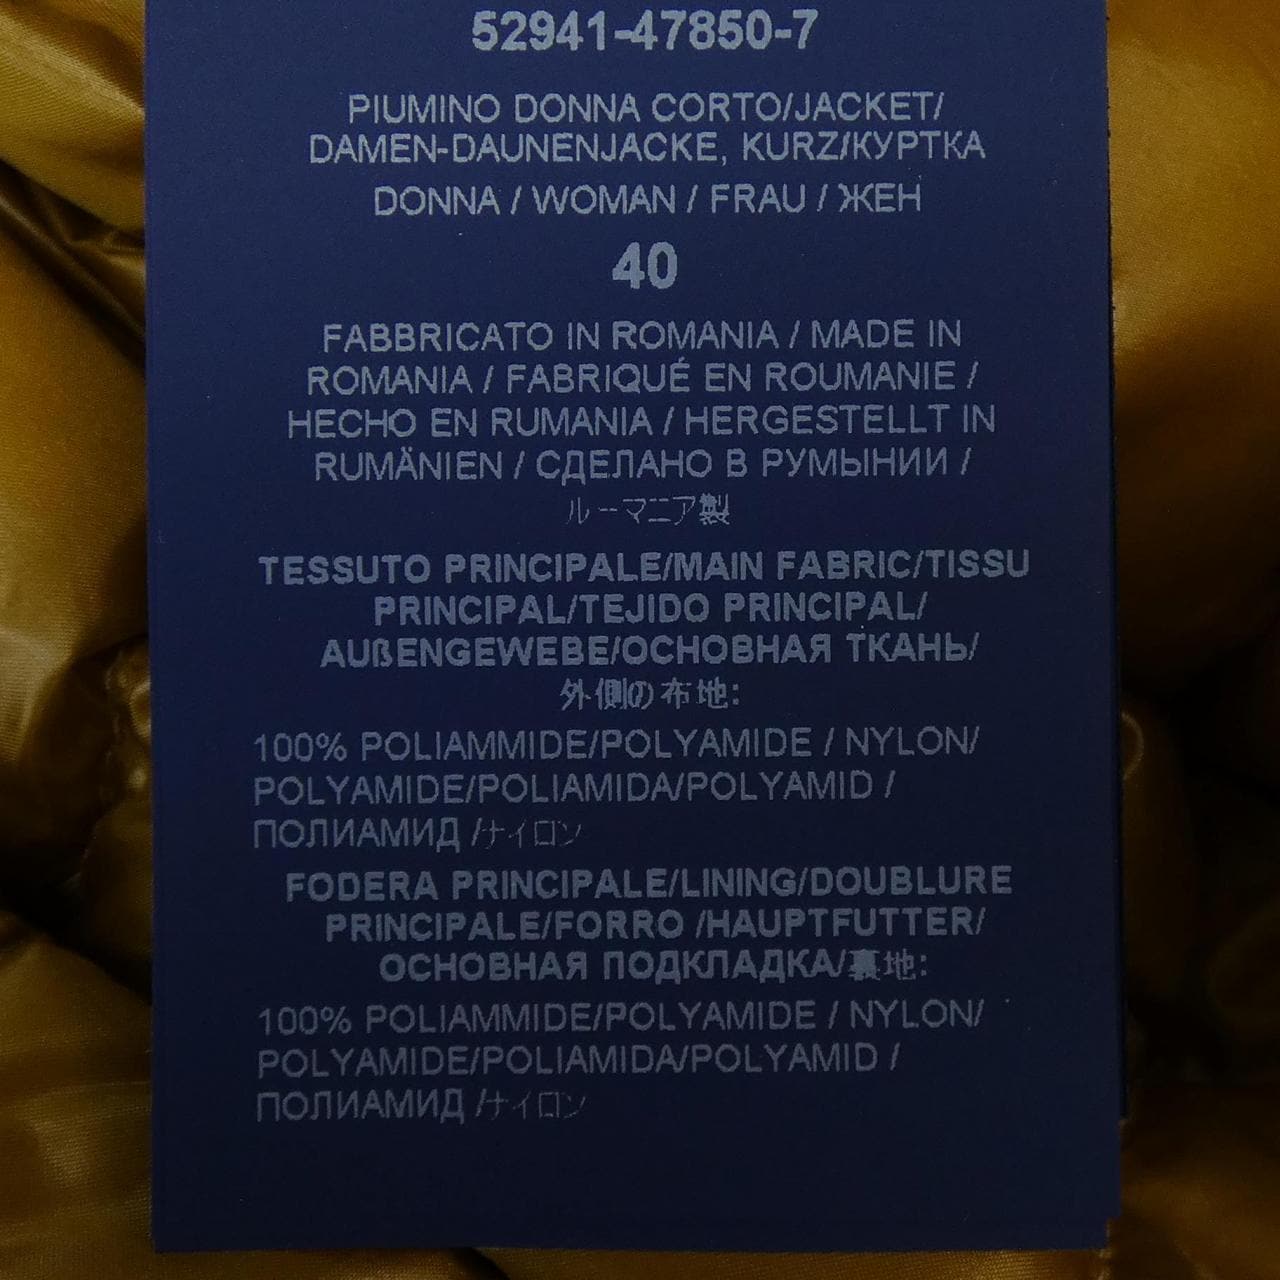 52941-47850-7
PIUMINO DONNA CORTO/JACKET/
DAMEN-DAUNENJACKE, KURZ/КУРТКА
DONNA / WOMAN / FRAU / ЖЕН
40
FABBRICATO IN ROMANIA / MADE IN
ROMANIA / FABRIQUÉ EN ROUMANIE /
HECHO EN RUMANIA / HERGESTELLT IN
RUMÄNIEN / СДЕЛАНО В РУМЫНИИ /
ルーマニア製
TESSUTO PRINCIPALE/MAIN FABRIC/TISSU
PRINCIPAL/TEJIDO PRINCIPAL/
AUßENGEWEBE/ОСНОВНАЯ ТКАНЬ/
外側の布地:
100% POLIAMMIDE/POLYAMIDE / NYLON/
POLYAMIDE/POLIAMIDA/POLYAMID /
ПОЛИАМИД /ナイロン
FODERA PRINCIPALE/LINING/DOUBLURE
PRINCIPALE/FORRO /HAUPTFUTTER/
ОСНОВНАЯ ПОДКЛАДКА/裏地:
100% POLIAMMIDE/POLYAMIDE / NYLON/
POLYAMIDE/POLIAMIDA/POLYAMID /
ПОЛИАМИД /ナイロン